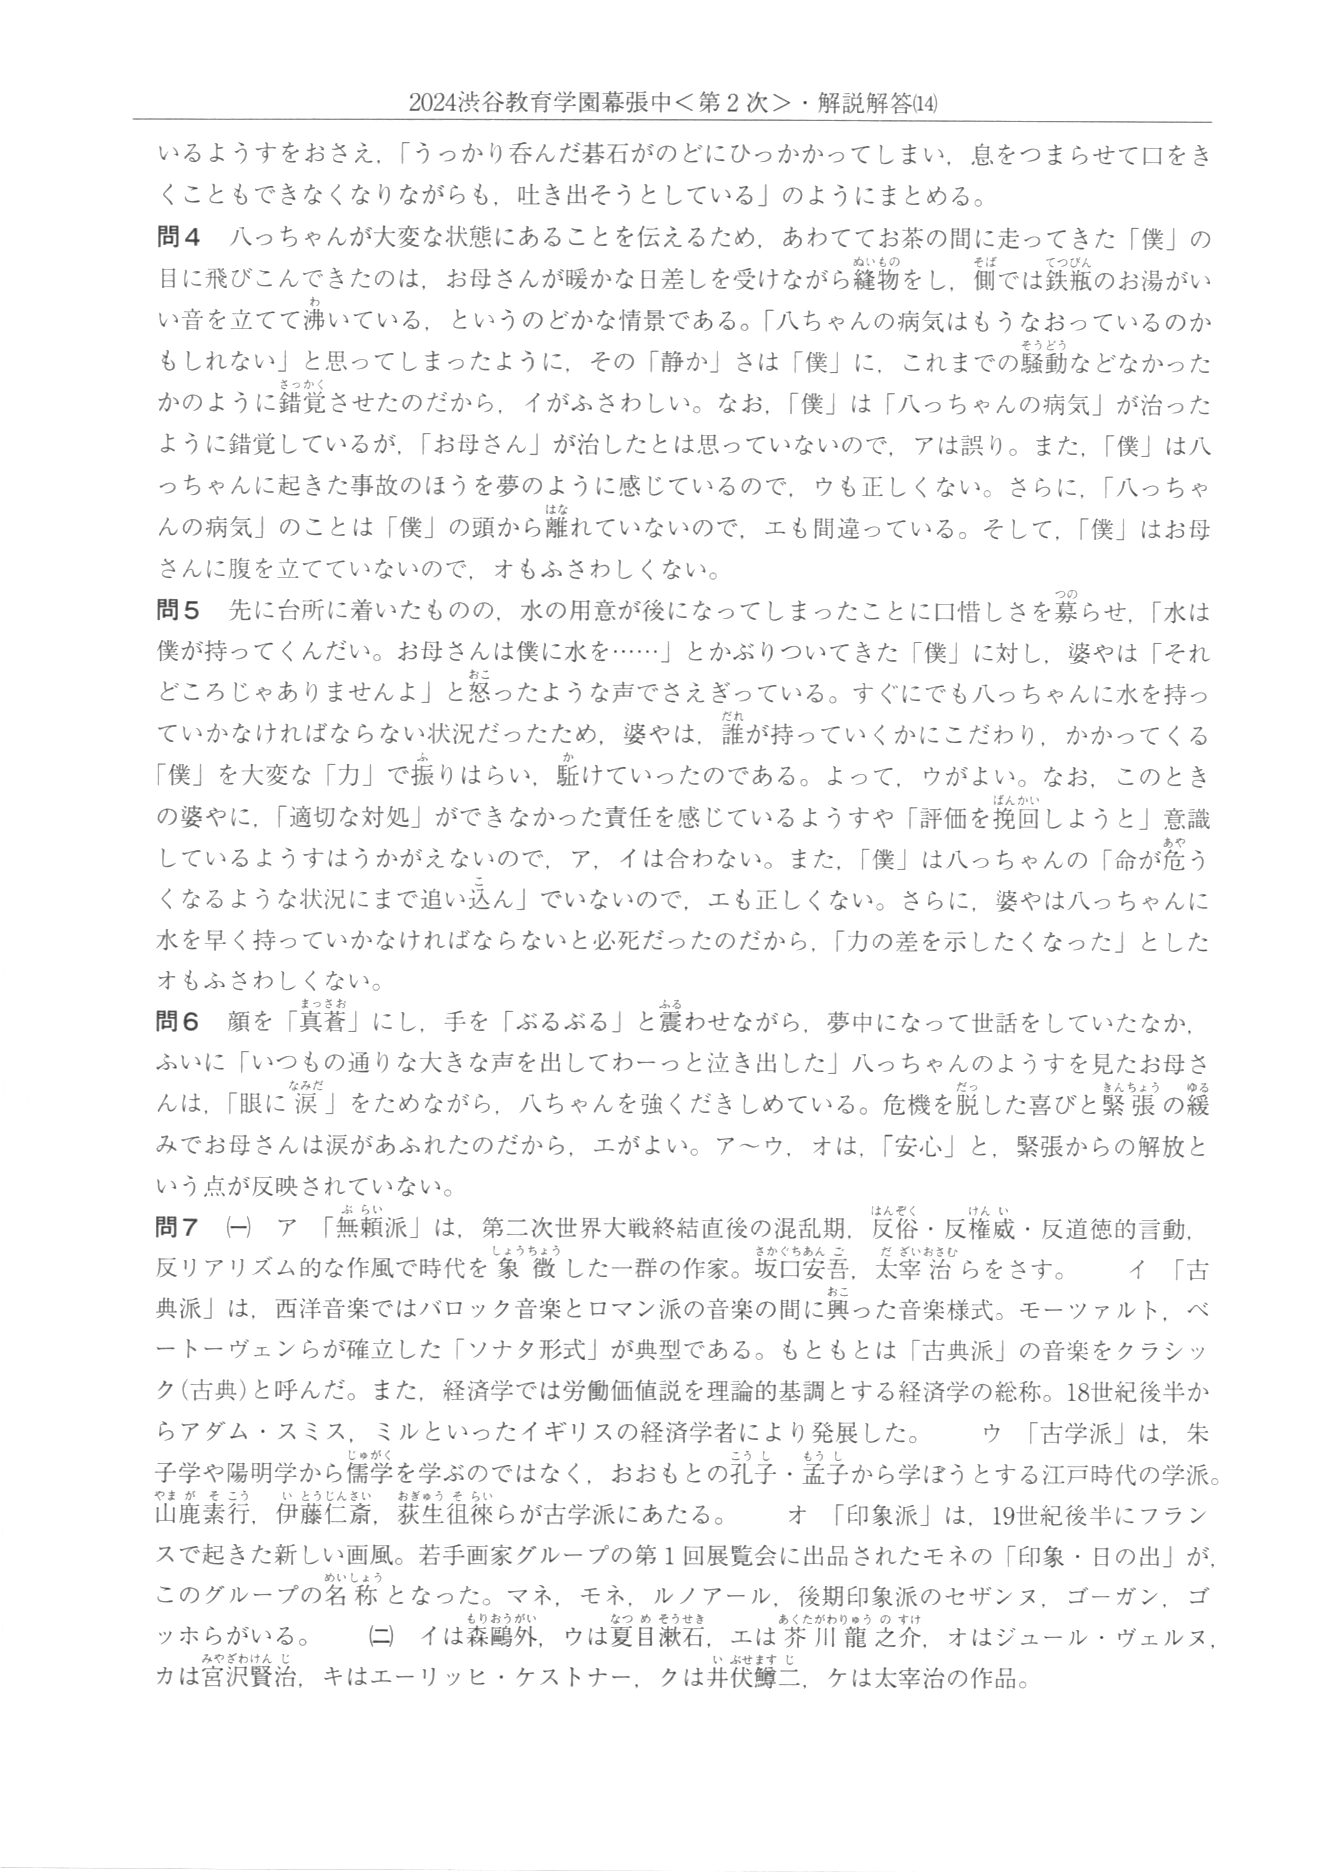 2024渋谷教育学園幕張中＜第２次＞・解説解答⒁
いるようすをおさえ，「うっかり呑んだ碁石がのどにひっかかってしまい，息をつまらせて口をき
くこともできなくなりながらも，吐き出そうとしている」のようにまとめる。
問４　八っちゃんが大変な状態にあることを伝えるため，あわててお茶の間に走ってきた「僕」の
目に飛びこんできたのは，お母さんが暖かな日差しを受けながら縫物をし，側では鉄瓶のお湯がい
い音を立てて沸いている，というのどかな情景である。「八ちゃんの病気はもうなおっているのか
もしれない」と思ってしまったように，その「静か」さは「僕」に，これまでの騒動などなかった
かのように錯覚させたのだから，イがふさわしい。なお，「僕」は「八っちゃんの病気」が治った
ように錯覚しているが，「お母さん」が治したとは思っていないので，アは誤り。また，「僕」は八
っちゃんに起きた事故のほうを夢のように感じているので，ウも正しくない。さらに，「八っちゃ
んの病気」のことは「僕」の頭から離れていないので，エも間違っている。そして，「僕」はお母
さんに腹を立てていないので，オもふさわしくない。
問５　先に台所に着いたものの，水の用意が後になってしまったことに口惜しさを募らせ，「水は
僕が持ってくんだい。お母さんは僕に水を……」とかぶりついてきた「僕」に対し，婆やは「それ
どころじゃありませんよ」と怒ったような声でさえぎっている。すぐにでも八っちゃんに水を持っ
ていかなければならない状況だったため，婆やは，誰が持っていくかにこだわり，かかってくる
「僕」を大変な「力」で振りはらい，駈けていったのである。よって，ウがよい。なお，このとき
の婆やに，「適切な対処」ができなかった責任を感じているようすや「評価を挽回しようと」意識
しているようすはうかがえないので，ア，イは合わない。また，「僕」は八っちゃんの「命が危う
くなるような状況にまで追い込ん」でいないので，エも正しくない。さらに，婆やは八っちゃんに
水を早く持っていかなければならないと必死だったのだから，「力の差を示したくなった」とした
オもふさわしくない。
問６　顔を「真蒼」にし，手を「ぶるぶる」と震わせながら，夢中になって世話をしていたなか，
ふいに「いつもの通りな大きな声を出してわーっと泣き出した」八っちゃんのようすを見たお母さ
んは，「眼に涙」をためながら，八ちゃんを強くだきしめている。危機を脱した喜びと緊張の緩
みでお母さんは涙があふれたのだから，エがよい。ア〜ウ，オは，「安心」と，緊張からの解放と
いう点が反映されていない。
問７　㈠　ア　「無頼派」は，第二次世界大戦終結直後の混乱期，反俗・反権威・反道徳的言動，
反リアリズム的な作風で時代を象徴した一群の作家。坂口安吾，太宰治らをさす。　　イ　「古
典派」は，西洋音楽ではバロック音楽とロマン派の音楽の間に興った音楽様式。モーツァルト，ベ
ートーヴェンらが確立した「ソナタ形式」が典型である。もともとは「古典派」の音楽をクラシッ
ク（古典）と呼んだ。また，経済学では労働価値説を理論的基調とする経済学の総称。18世紀後半か
らアダム・スミス，ミルといったイギリスの経済学者により発展した。　　ウ　「古学派」は，朱
子学や陽明学から儒学を学ぶのではなく，おおもとの孔子・孟子から学ぼうとする江戸時代の学派。
山鹿素行，伊藤仁斎，荻生徂徠らが古学派にあたる。　　オ　「印象派」は，19世紀後半にフラン
スで起きた新しい画風。若手画家グループの第１回展覧会に出品されたモネの「印象・日の出」が，
このグループの名称となった。マネ，モネ，ルノアール，後期印象派のセザンヌ，ゴーガン，ゴ
ッホらがいる。　　㈡　イは森鷗外，ウは夏目漱石，エは芥川龍之介，オはジュール・ヴェルヌ，
カは宮沢賢治，キはエーリッヒ・ケストナー，クは井伏鱒二，ケは太宰治の作品。